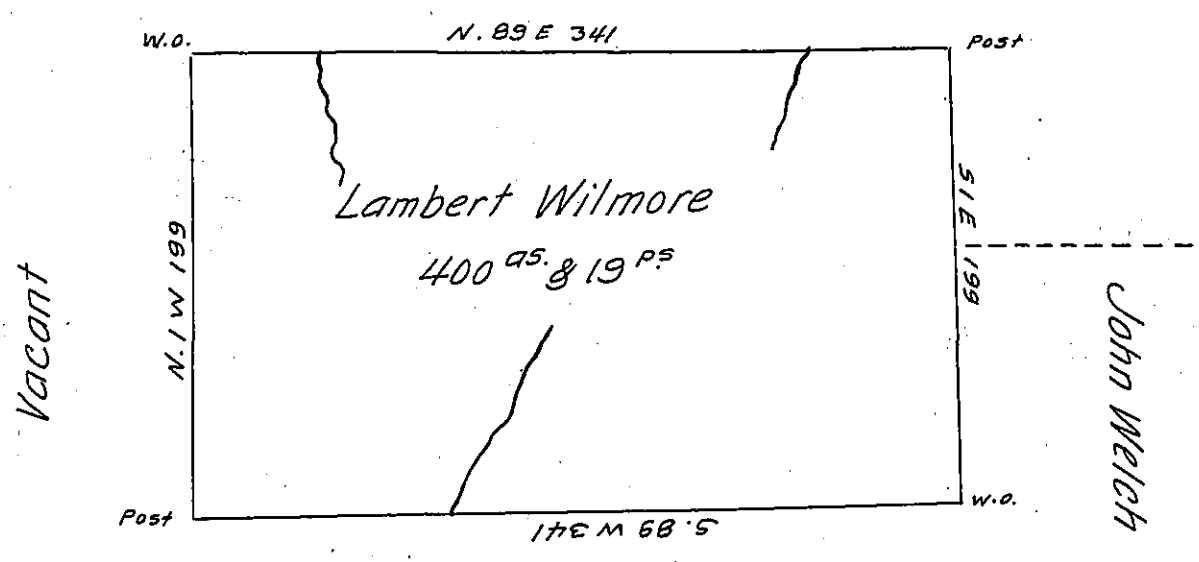 W.O.
N. 89 E 341
Post
Lambert Wilmore
400 as. & 19 ps
N. 1 W 199
Vacant
S 1 E 199
John Welch
Post
S. 89 W 341
W.O.